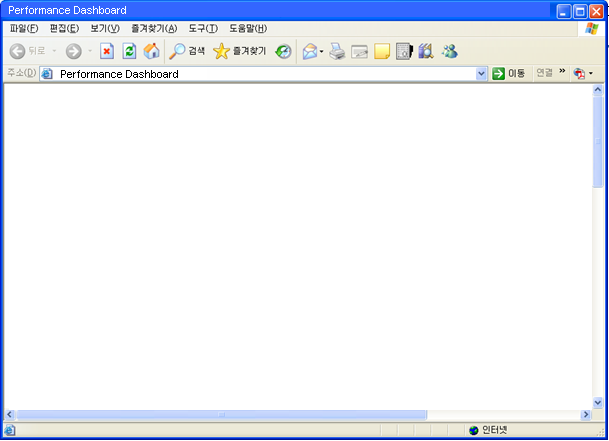 Performance Dashboard
파일(F) 편집(E) 보기(V) 즐겨찾기(A) 도구(T) 도움말(H)
뒤로 검색 즐겨찾기
주소(D) Performance Dashboard 이동 연결 »
인터넷